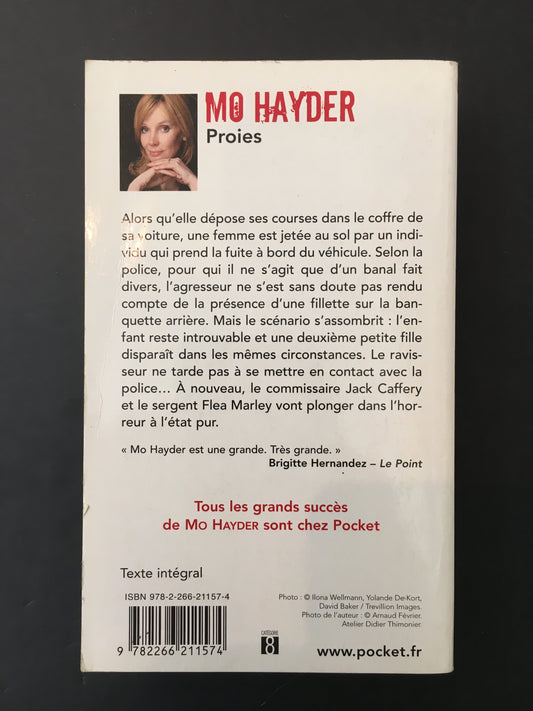 MO HAYDER
Proies
Alors qu'elle dépose ses courses dans le coffre de
sa voiture, une femme est jetée au sol par un indi-
vidu qui prend la fuite à bord du véhicule. Selon la
police, pour qui il ne s'agit que d'un banal fait
divers, l'agresseur ne s'est sans doute pas rendu
compte de la présence d'une fillette sur la ban-
quette arrière. Mais le scénario s'assombrit : l'en-
fant reste introuvable et une deuxième petite fille
disparaît dans les mêmes circonstances. Le ravis-
seur ne tarde pas à se mettre en contact avec la
police... À nouveau, le commissaire Jack Caffery
et le sergent Flea Marley vont plonger dans l'hor-
reur à l'état pur.
« Mo Hayder est une grande. Très grande. »
Brigitte Hernandez – Le Point
Tous les grands succès
de MO HAYDER sont chez Pocket
Texte intégral
ISBN 978-2-266-21157-4
9 782266 211574
CATÉGORIE
8
Photo : © Ilona Wellmann, Yolande De-Kort,
David Baker / Trevillion Images.
Photo de l'auteur : © Arnaud Février.
Atelier Didier Thimonier.
www.pocket.fr